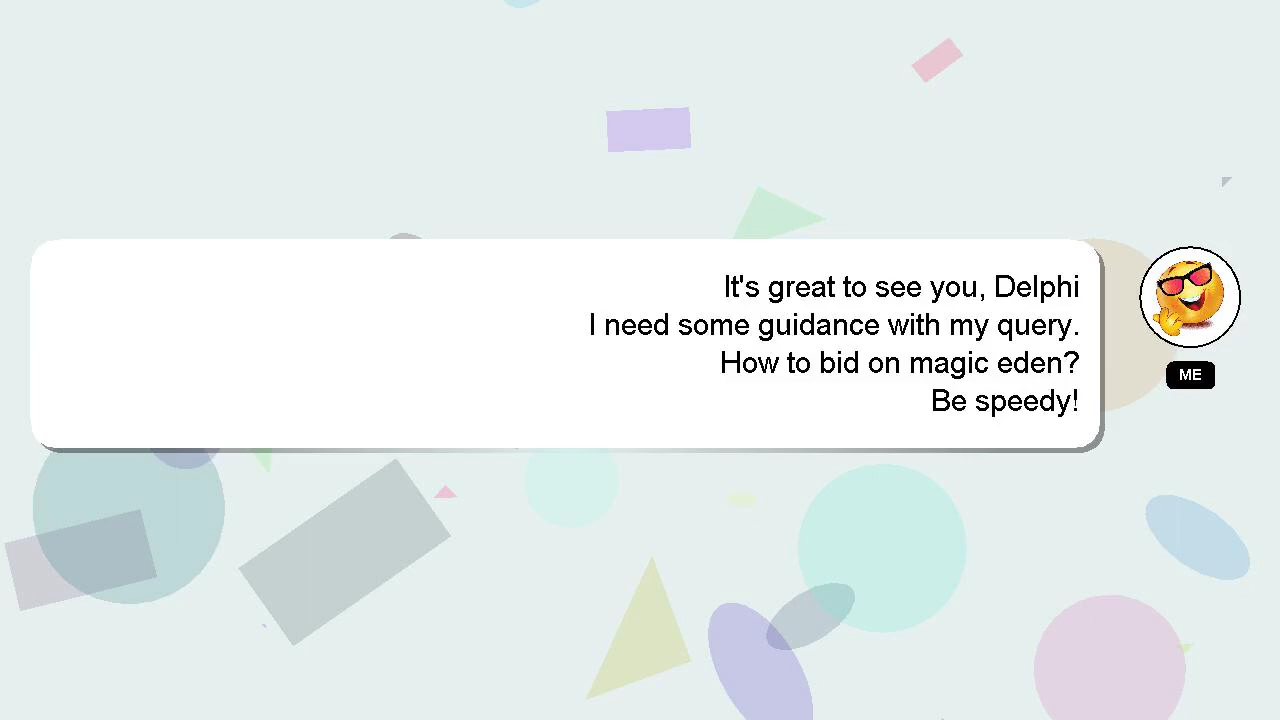 It's great to see you, Delphi
I need some guidance with my query.
How to bid on magic eden?
Be speedy!
ME